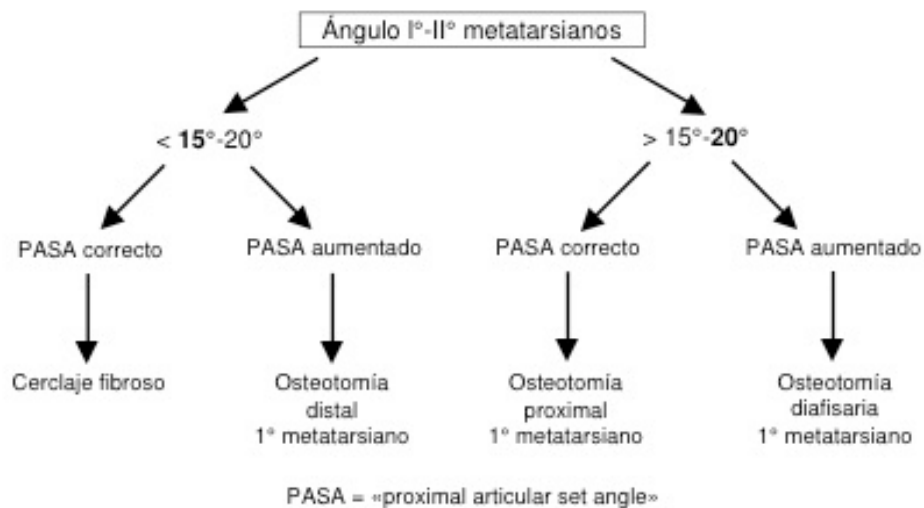 Ángulo I°-II° metatarsianos
< 15°-20°
> 15°-20°
PASA correcto
PASA aumentado
PASA correcto
PASA aumentado
Cerclaje fibroso
Osteotomía
distal
1° metatarsiano
Osteotomía
proximal
1° metatarsiano
Osteotomía
diafisaria
1° metatarsiano
PASA = «proximal articular set angle»